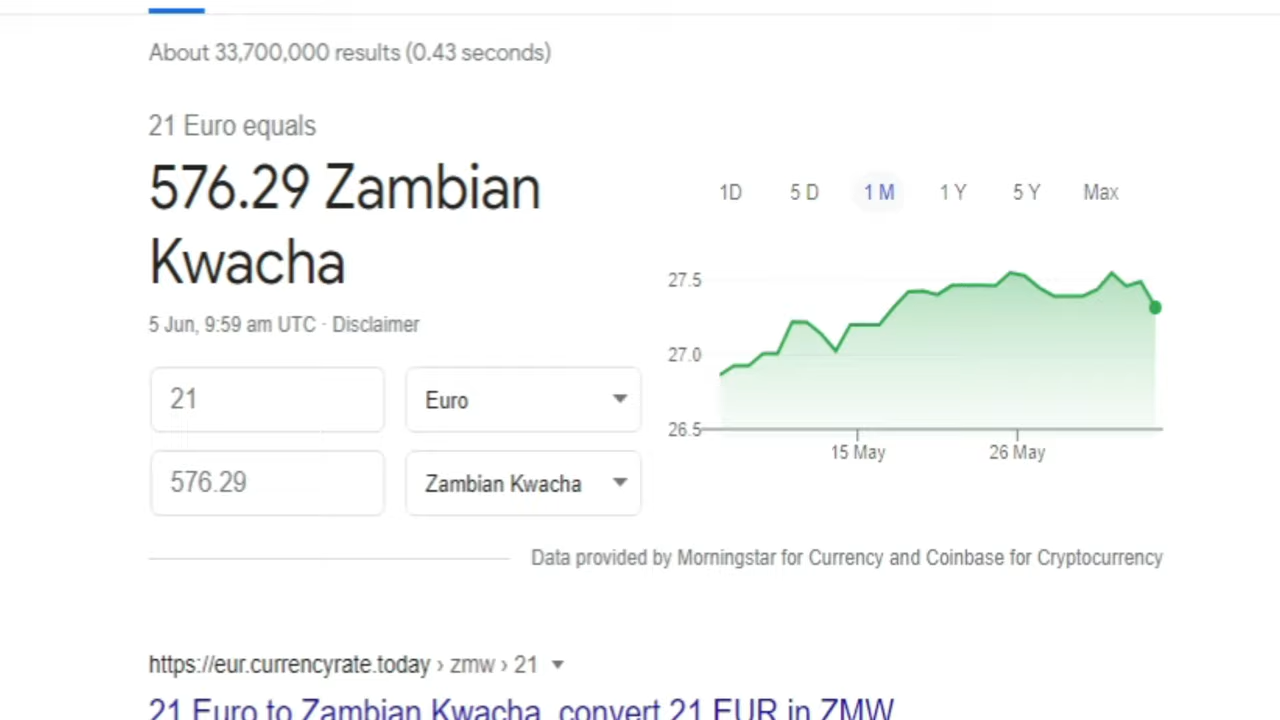 About 33,700,000 results (0.43 seconds)
21 Euro equals
576.29 Zambian
Kwacha
5 Jun, 9:59 am UTC · Disclaimer
21
Euro
576.29
Zambian Kwacha
1D 5 D 1 M 1 Y 5 Y Max
27.5
27.0
26.5
15 May 26 May
Data provided by Morningstar for Currency and Coinbase for Cryptocurrency
https://eur.currencyrate.today › zmw › 21
21 Euro to Zambian Kwacha, convert 21 EUR in ZMW